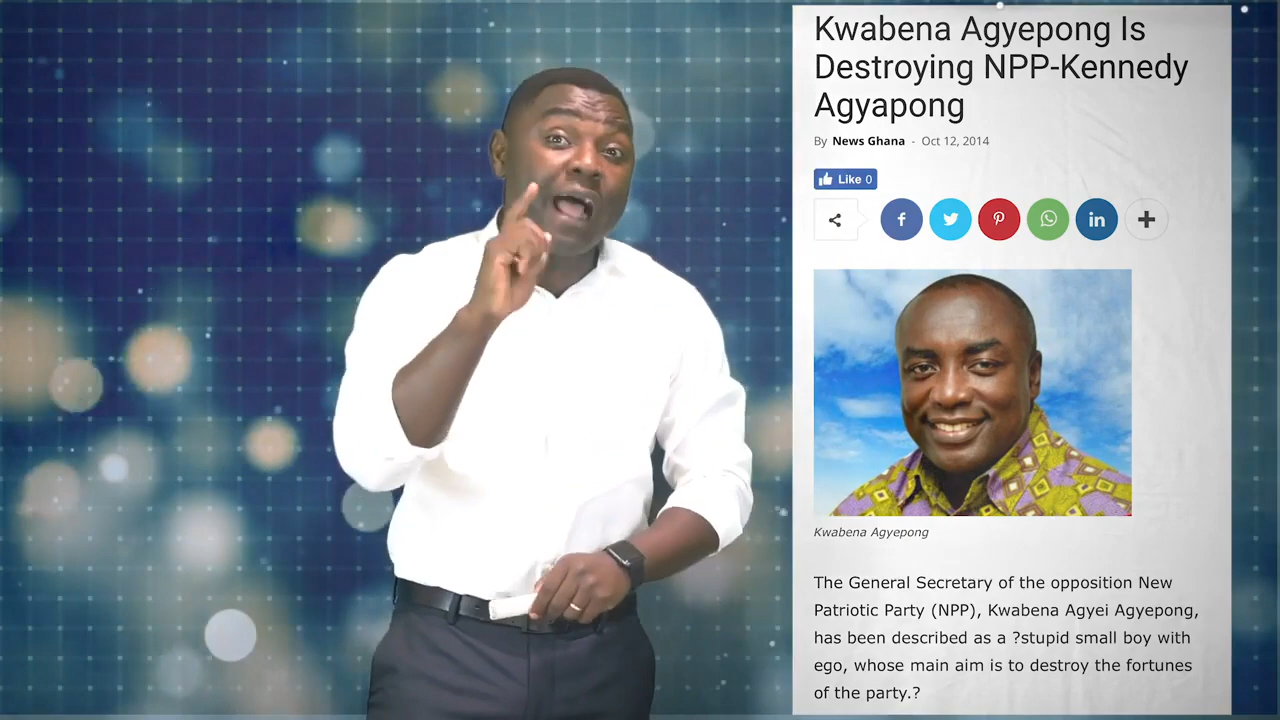 Kwabena Agyepong Is
Destroying NPP-Kennedy
Agyapong
By News Ghana - Oct 12, 2014
Like 0
Kwabena Agyepong
The General Secretary of the opposition New
Patriotic Party (NPP), Kwabena Agyei Agyepong,
has been described as a ?stupid small boy with
ego, whose main aim is to destroy the fortunes
of the party.?